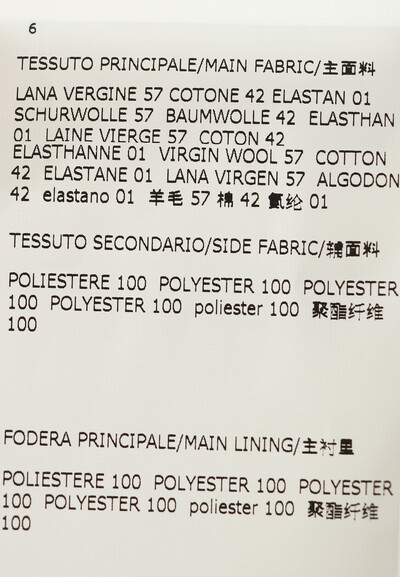 6
TESSUTO PRINCIPALE/MAIN FABRIC/主面料
LANA VERGINE 57 COTONE 42 ELASTAN 01
SCHURWOLLE 57 BAUMWOLLE 42 ELASTHAN
01 LAINE VIERGE 57 COTON 42
ELASTHANNE 01 VIRGIN WOOL 57 COTTON
42 ELASTANE 01 LANA VIRGEN 57 ALGODON
42 elastano 01 羊毛 57 棉 42 氨纶 01
TESSUTO SECONDARIO/SIDE FABRIC/辅面料
POLIESTERE 100 POLYESTER 100 POLYESTER
100 POLYESTER 100 poliester 100 聚酯纤维
100
FODERA PRINCIPALE/MAIN LINING/主衬里
POLIESTERE 100 POLYESTER 100 POLYESTER
100 POLYESTER 100 poliester 100 聚酯纤维
100